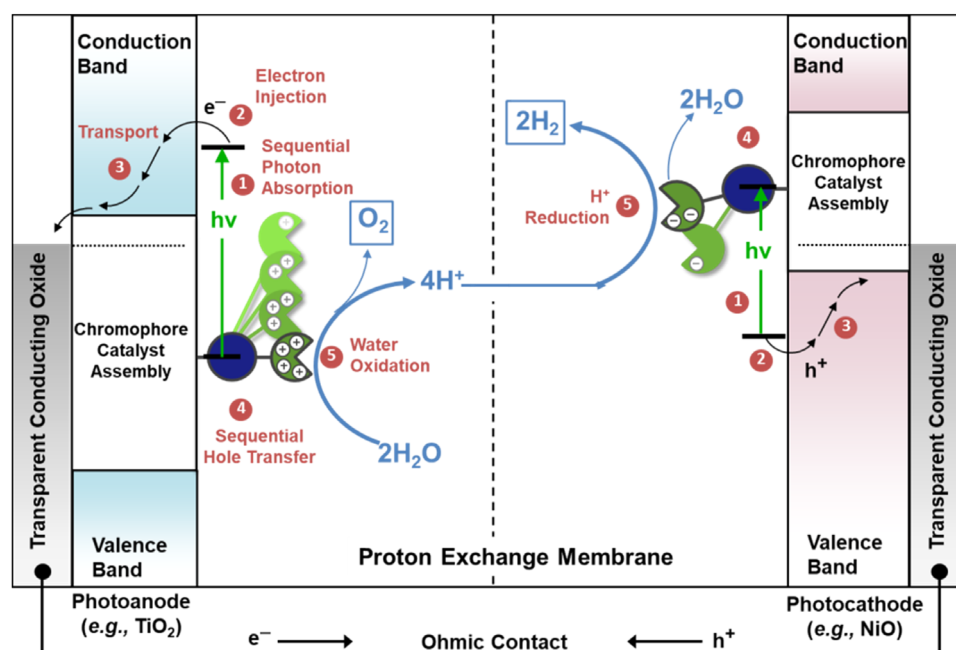 Conduction
Band
Electron
Injection
e⁻
2
Transport
3
Sequential
Photon
Absorption
1
hν
O₂
4H⁺
Transparent Conducting Oxide
Chromophore
Catalyst
Assembly
+
+
+
+
+
+
+ +
+ +
5
Water
Oxidation
4
Sequential
Hole Transfer
2H₂O
Valence
Band
Photoanode
(e.g., TiO₂)
Conduction
Band
2H₂
2H₂O
4
H⁺
Reduction
5
− −
−
Chromophore
Catalyst
Assembly
hν
1
2
h⁺
3
Transparent Conducting Oxide
Valence
Band
Proton Exchange Membrane
Photocathode
(e.g., NiO)
e⁻
Ohmic Contact
h⁺